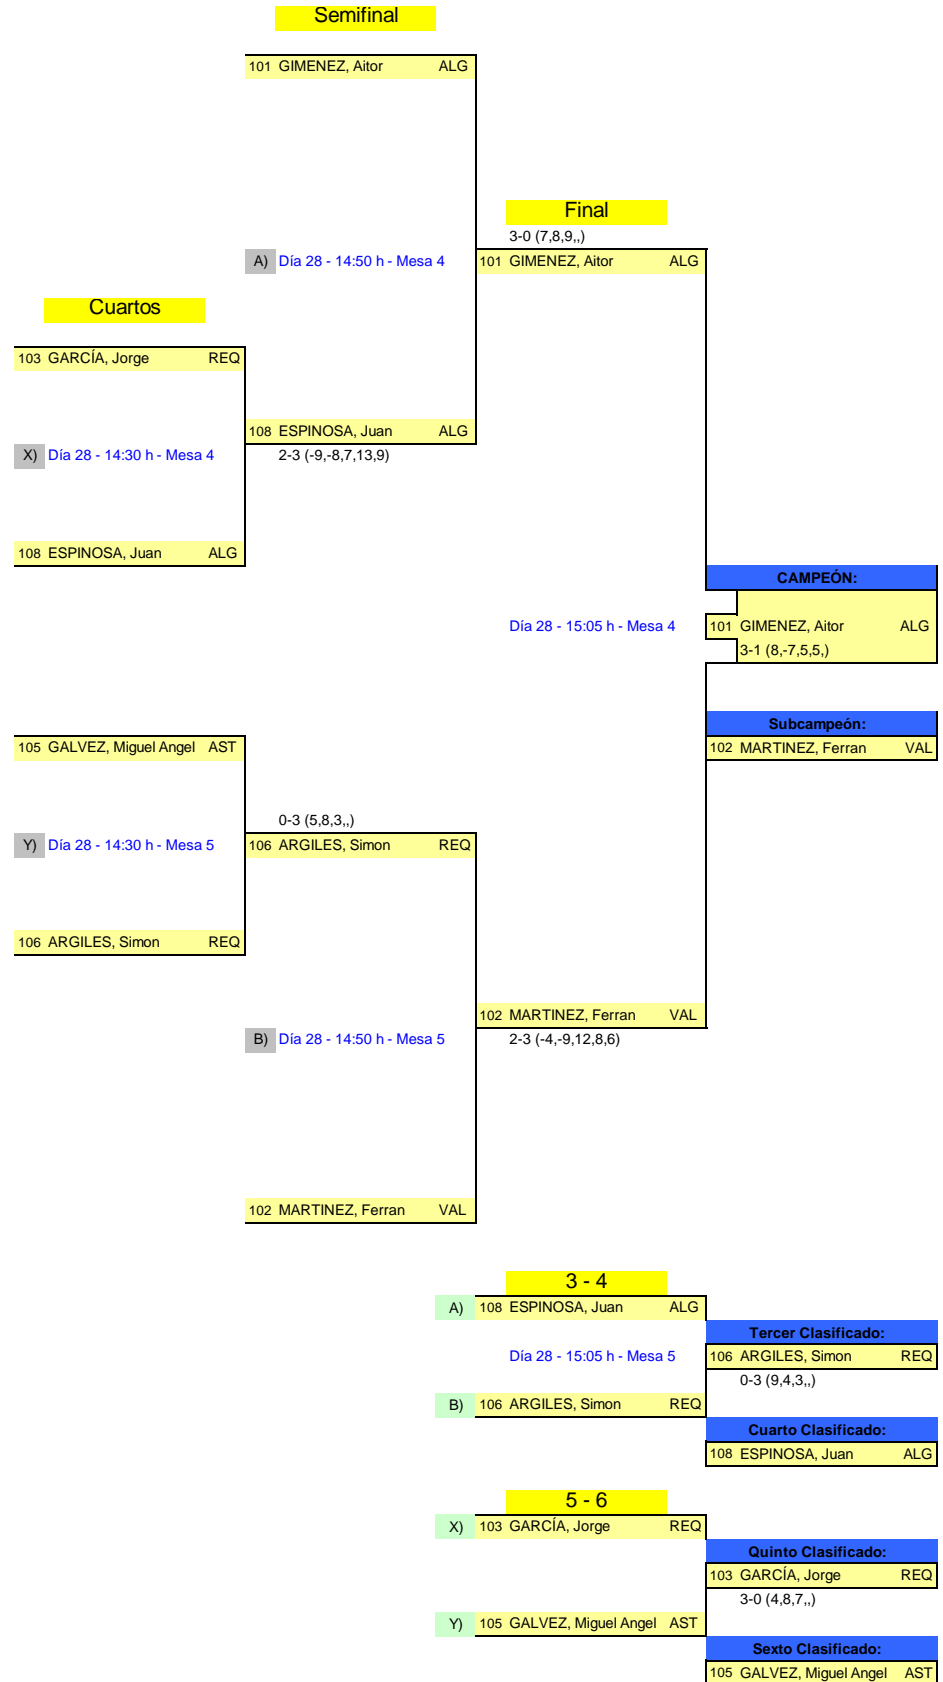 Semifinal
101 GIMENEZ, Aitor ALG
Final
3-0 (7,8,9,,)
A) Día 28 - 14:50 h - Mesa 4
101 GIMENEZ, Aitor ALG
Cuartos
103 GARCÍA, Jorge REQ
108 ESPINOSA, Juan ALG
X) Día 28 - 14:30 h - Mesa 4
2-3 (-9,-8,7,13,9)
108 ESPINOSA, Juan ALG
CAMPEÓN:
Día 28 - 15:05 h - Mesa 4
101 GIMENEZ, Aitor ALG
3-1 (8,-7,5,5,)
Subcampeón:
105 GALVEZ, Miguel Angel AST
102 MARTINEZ, Ferran VAL
0-3 (5,8,3,,)
Y) Día 28 - 14:30 h - Mesa 5
106 ARGILES, Simon REQ
106 ARGILES, Simon REQ
102 MARTINEZ, Ferran VAL
B) Día 28 - 14:50 h - Mesa 5
2-3 (-4,-9,12,8,6)
102 MARTINEZ, Ferran VAL
3 - 4
A) 108 ESPINOSA, Juan ALG
Tercer Clasificado:
Día 28 - 15:05 h - Mesa 5
106 ARGILES, Simon REQ
0-3 (9,4,3,,)
B) 106 ARGILES, Simon REQ
Cuarto Clasificado:
108 ESPINOSA, Juan ALG
5 - 6
X) 103 GARCÍA, Jorge REQ
Quinto Clasificado:
103 GARCÍA, Jorge REQ
3-0 (4,8,7,,)
Y) 105 GALVEZ, Miguel Angel AST
Sexto Clasificado:
105 GALVEZ, Miguel Angel AST